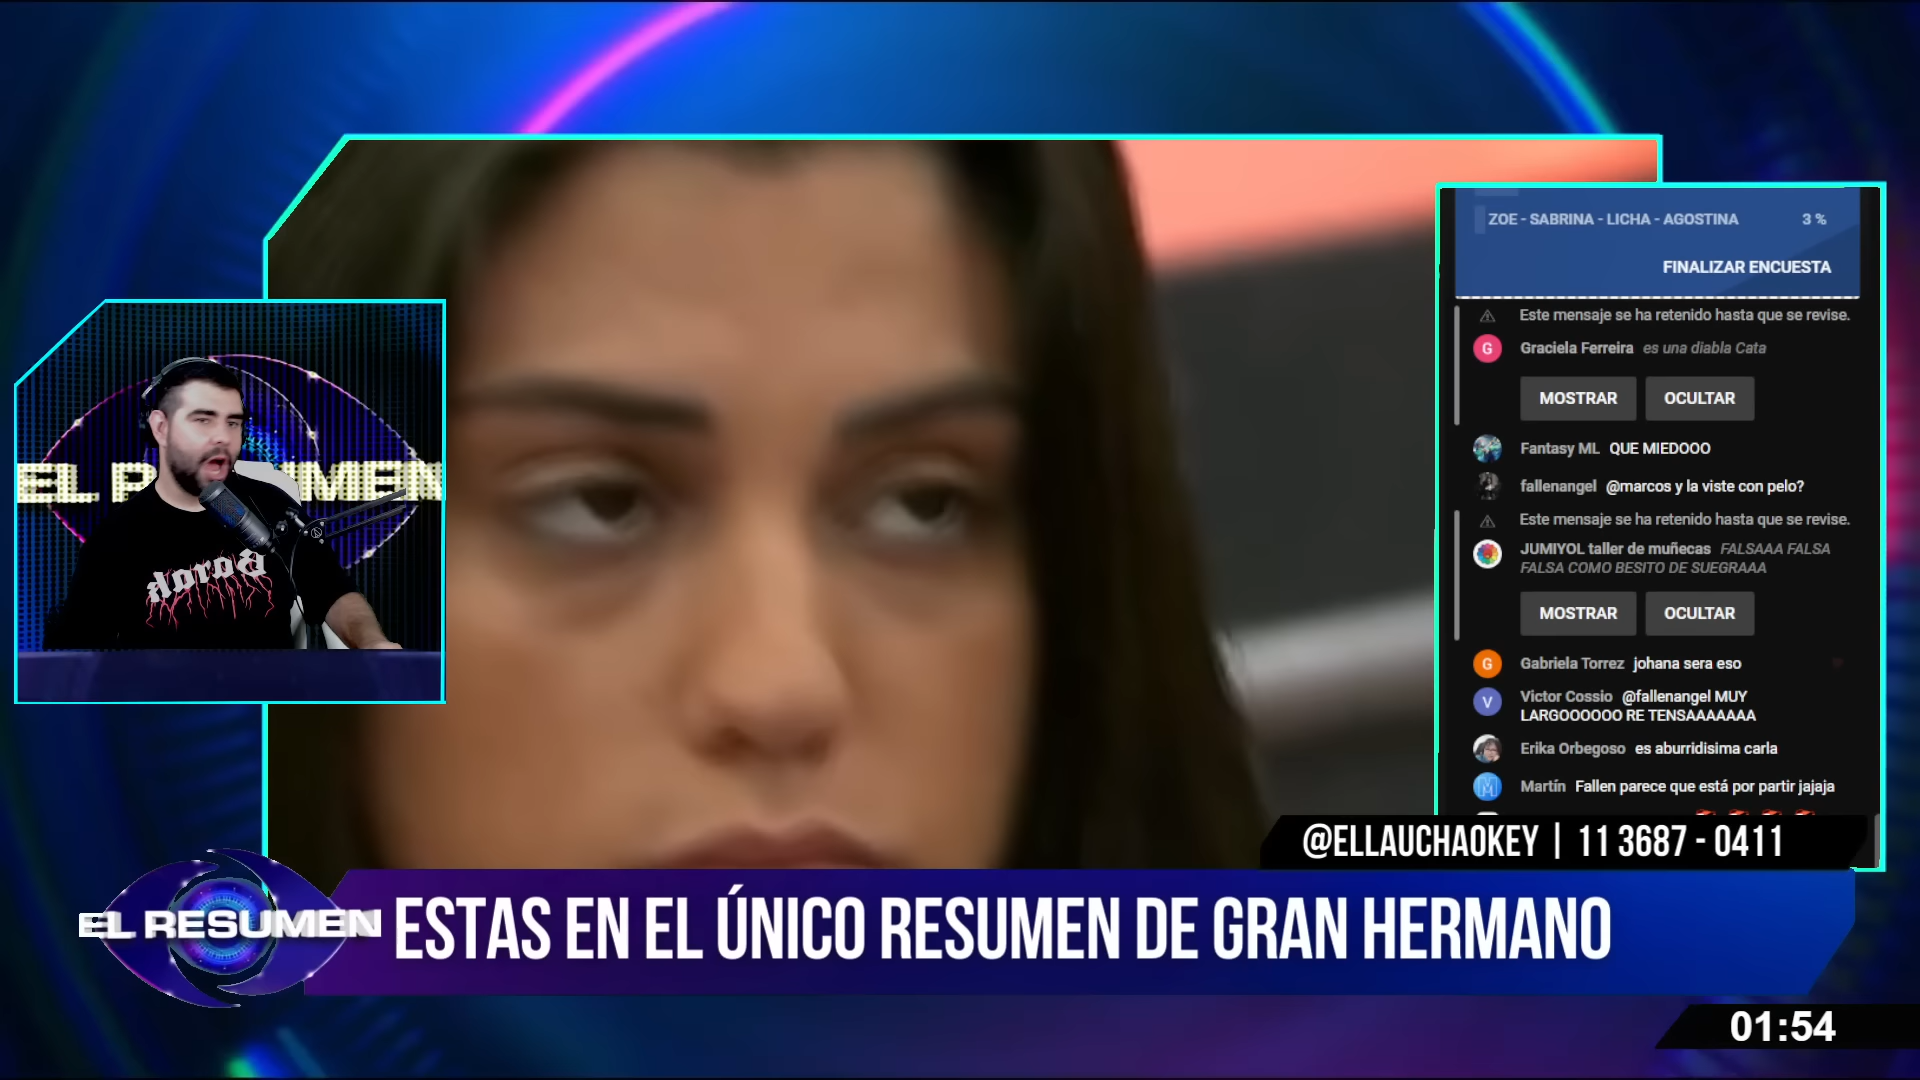 ZOE - SABRINA - LICHA - AGOSTINA 3 %
FINALIZAR ENCUESTA
Este mensaje se ha retenido hasta que se revise.
G
Graciela Ferreira es una diabla Cata
MOSTRAR OCULTAR
Fantasy ML QUE MIEDOOO
fallenangel @marcos y la viste con pelo?
Este mensaje se ha retenido hasta que se revise.
JUMIYOL taller de muñecas FALSAAA FALSA
FALSA COMO BESITO DE SUEGRAAA
MOSTRAR OCULTAR
G
Gabriela Torrez johana sera eso
V
Victor Cossio @fallenangel MUY
LARGOOOOOO RE TENSAAAAAAA
Erika Orbegoso es aburridisima carla
M
Martín Fallen parece que está por partir jajaja
@ELLAUCHAOKEY | 11 3687 - 0411
EL RESUMEN
ESTAS EN EL ÚNICO RESUMEN DE GRAN HERMANO
01:54